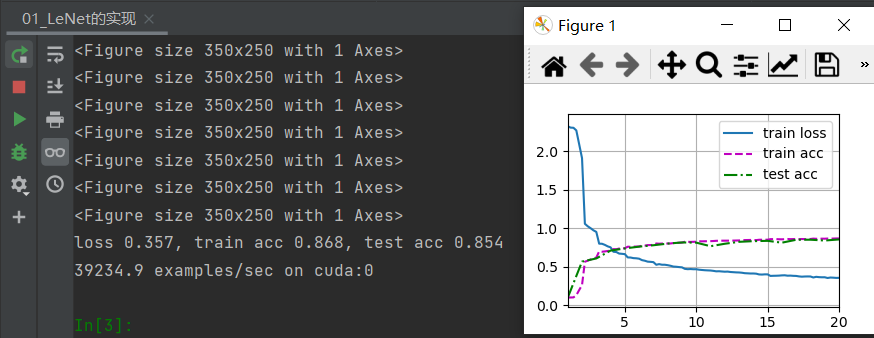 01_LeNet的实现
<Figure size 350x250 with 1 Axes>
<Figure size 350x250 with 1 Axes>
<Figure size 350x250 with 1 Axes>
<Figure size 350x250 with 1 Axes>
<Figure size 350x250 with 1 Axes>
<Figure size 350x250 with 1 Axes>
<Figure size 350x250 with 1 Axes>
loss 0.357, train acc 0.868, test acc 0.854
39234.9 examples/sec on cuda:0
In[3]:
Figure 1
train loss
train acc
test acc
2.0
1.5
1.0
0.5
0.0
5 10 15 20